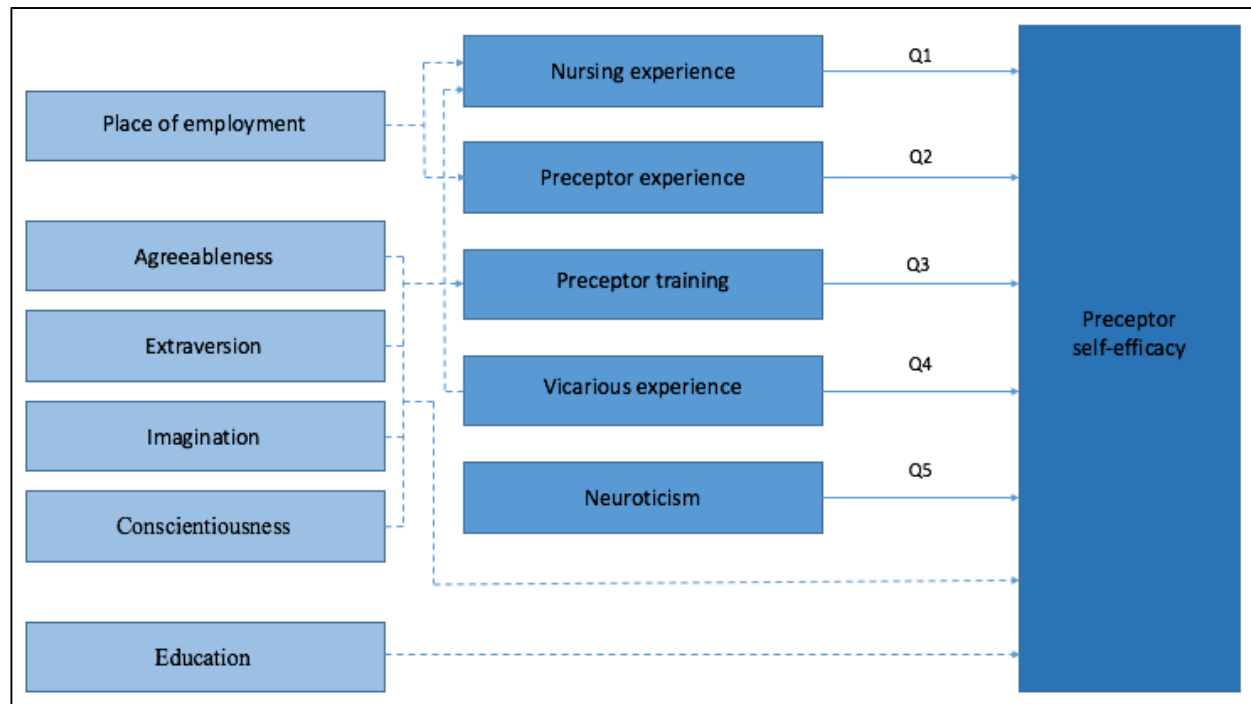 Place of employment
Agreeableness
Extraversion
Imagination
Conscientiousness
Education
Nursing experience
Preceptor experience
Preceptor training
Vicarious experience
Neuroticism
Q1
Q2
Q3
Q4
Q5
Preceptor
self-efficacy